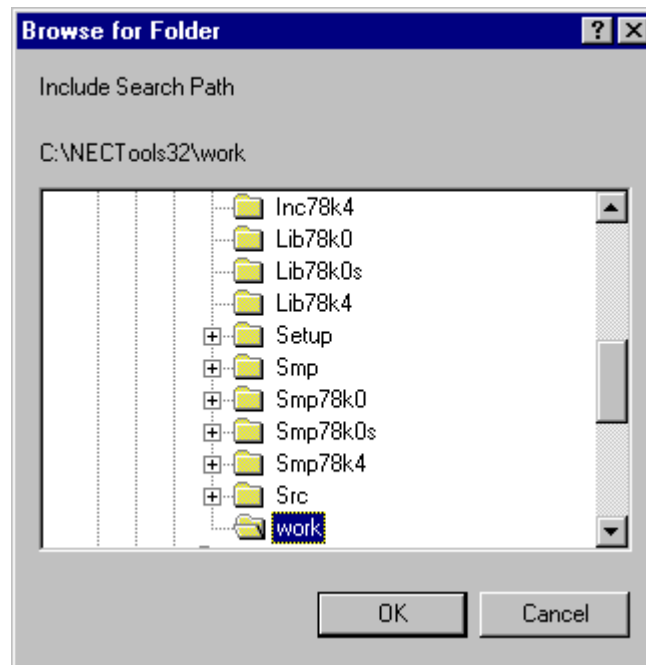 Browse for Folder
Include Search Path
C:\NECTools32\work
Inc78k4
Lib78k0
Lib78k0s
Lib78k4
Setup
Smp
Smp78k0
Smp78k0s
Smp78k4
Src
work
OK Cancel